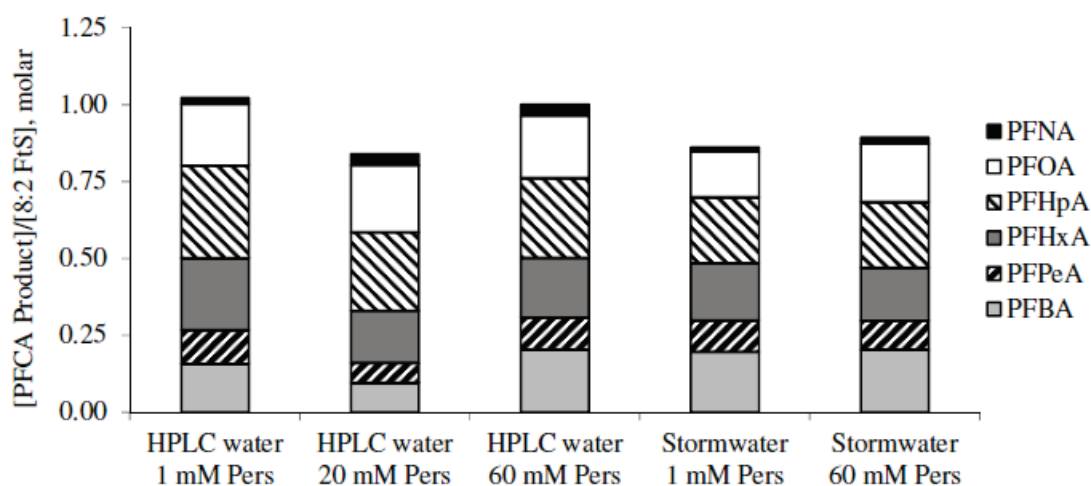 [PFCA Product]/[8:2 FtS], molar
1.25
1.00
0.75
0.50
0.25
0.00
HPLC water
1 mM Pers
HPLC water
20 mM Pers
HPLC water
60 mM Pers
Stormwater
1 mM Pers
Stormwater
60 mM Pers
PFNA
PFOA
PFHpA
PFHxA
PFPeA
PFBA